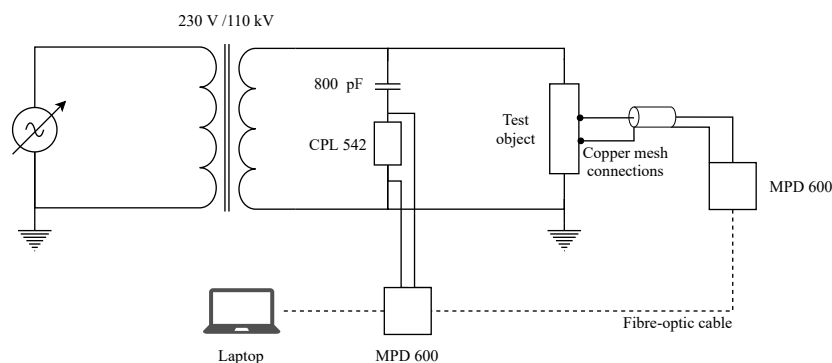 230 V /110 kV
800 pF
CPL 542
Test
object
Copper mesh
connections
MPD 600
Fibre-optic cable
Laptop
MPD 600